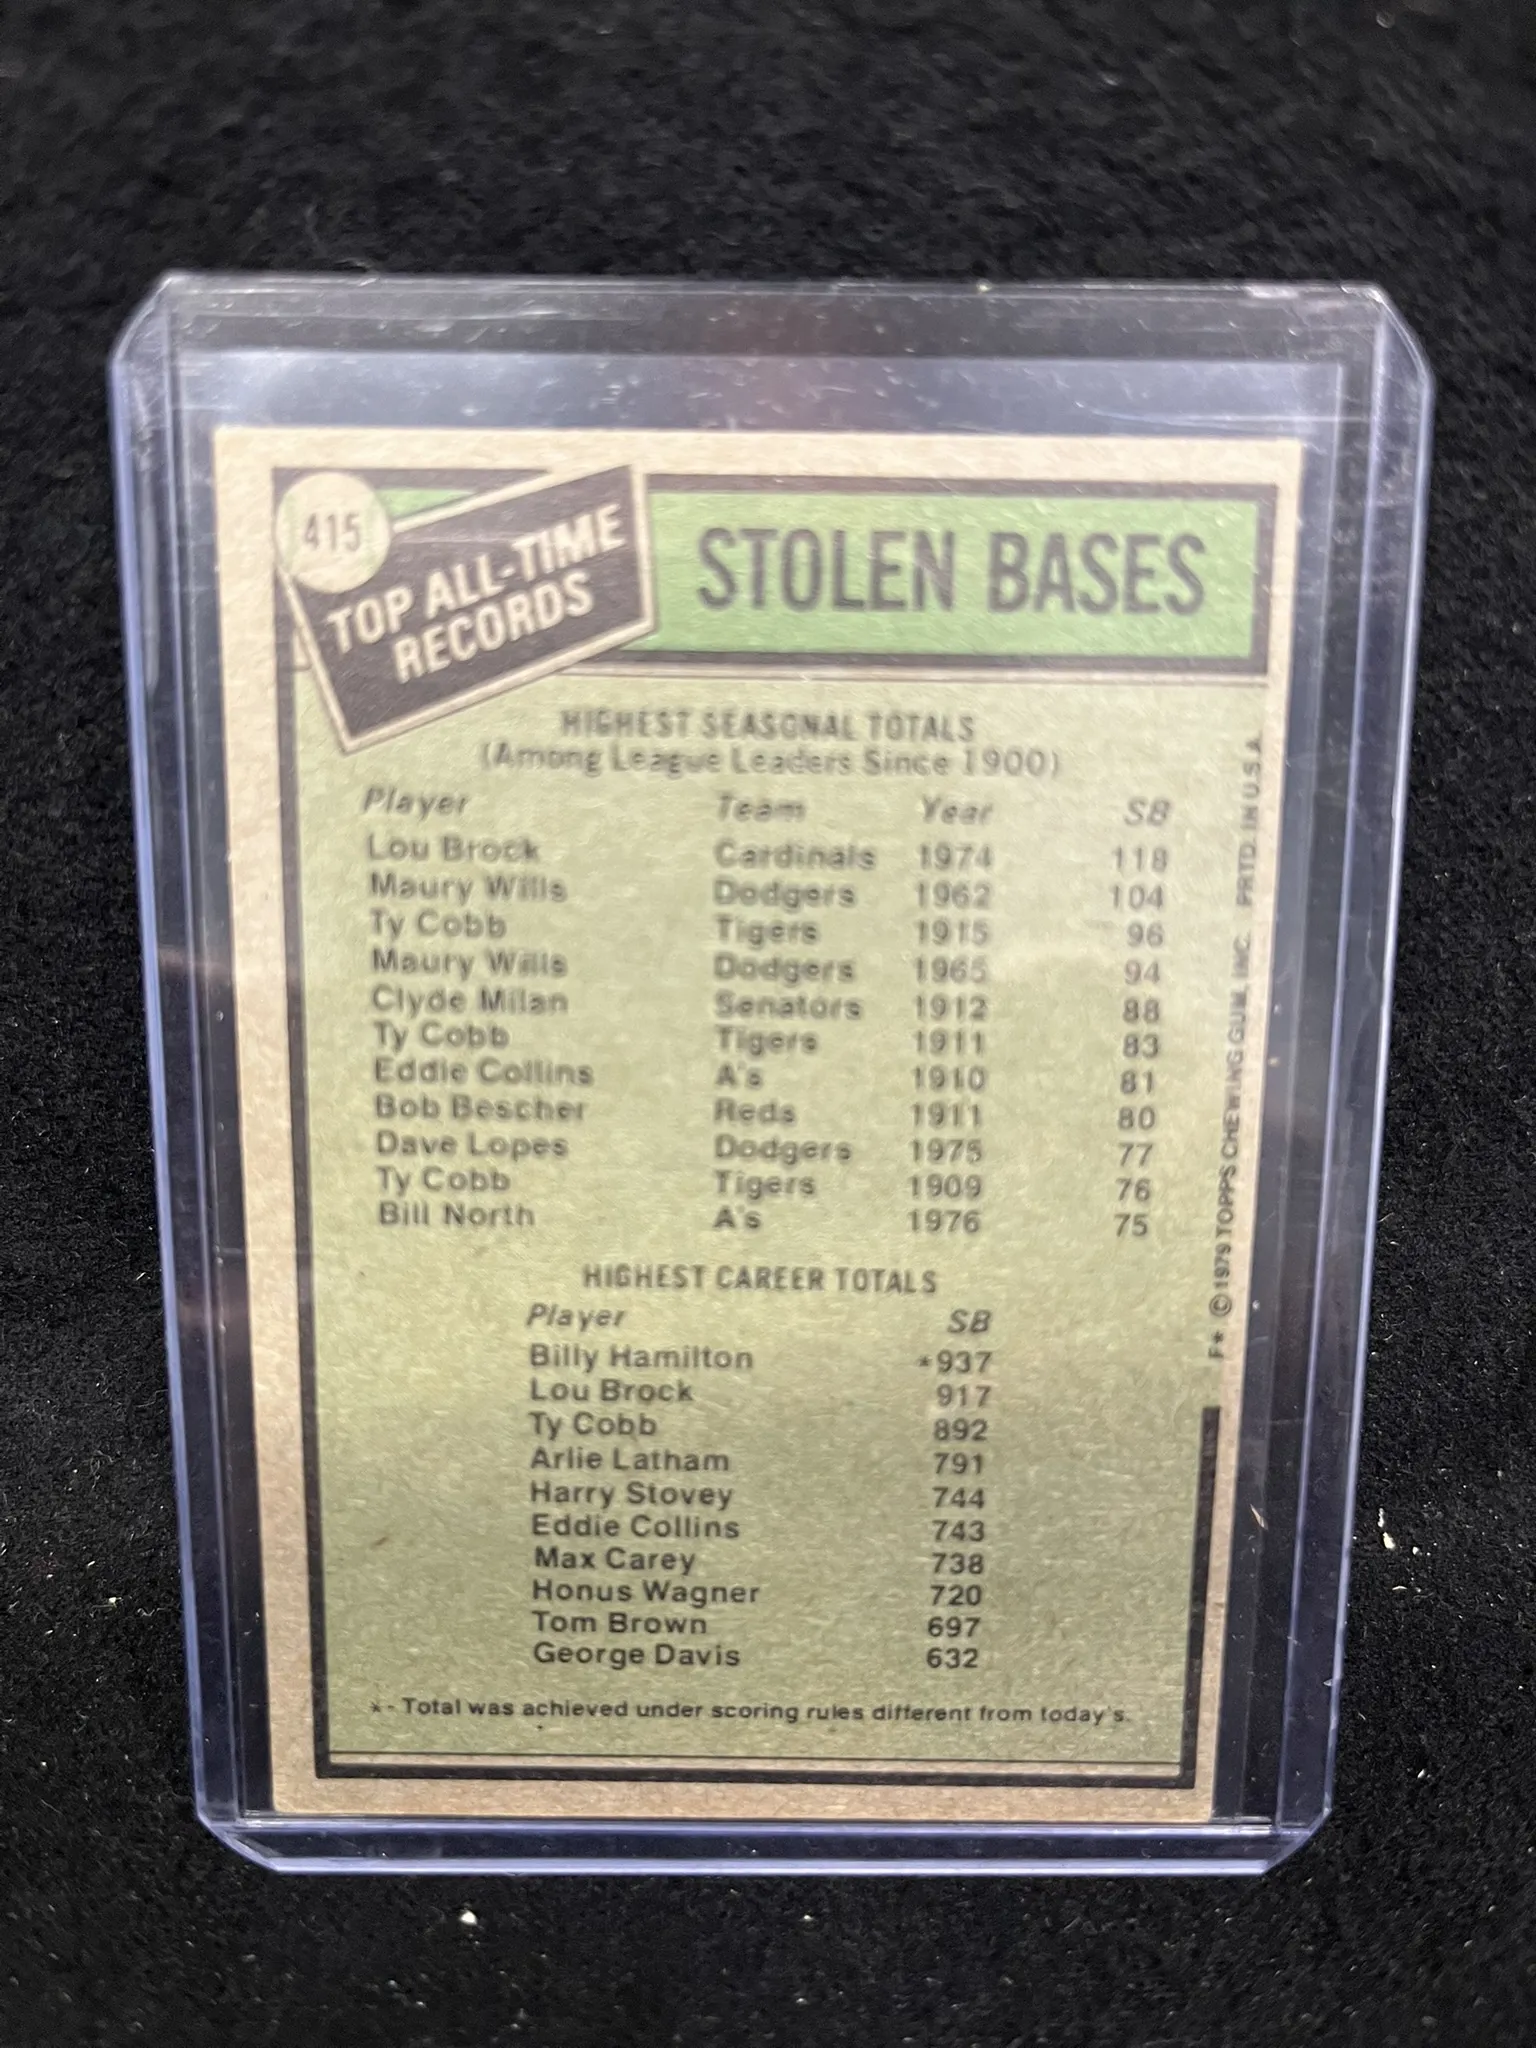 415
TOP ALL-TIME
RECORDS
STOLEN BASES
HIGHEST SEASONAL TOTALS
(Among League Leaders Since 1900)
Player Team Year SB
Lou Brock Cardinals 1974 118
Maury Wills Dodgers 1962 104
Ty Cobb Tigers 1915 96
Maury Wills Dodgers 1965 94
Clyde Milan Senators 1912 88
Ty Cobb Tigers 1911 83
Eddie Collins A's 1910 81
Bob Bescher Reds 1911 80
Dave Lopes Dodgers 1975 77
Ty Cobb Tigers 1909 76
Bill North A's 1976 75
HIGHEST CAREER TOTALS
Player SB
Billy Hamilton *937
Lou Brock 917
Ty Cobb 892
Arlie Latham 791
Harry Stovey 744
Eddie Collins 743
Max Carey 738
Honus Wagner 720
Tom Brown 697
George Davis 632
*- Total was achieved under scoring rules different from today's.
F* © 1979 TOPPS CHEWING GUM, INC. PRTD. IN U.S.A.